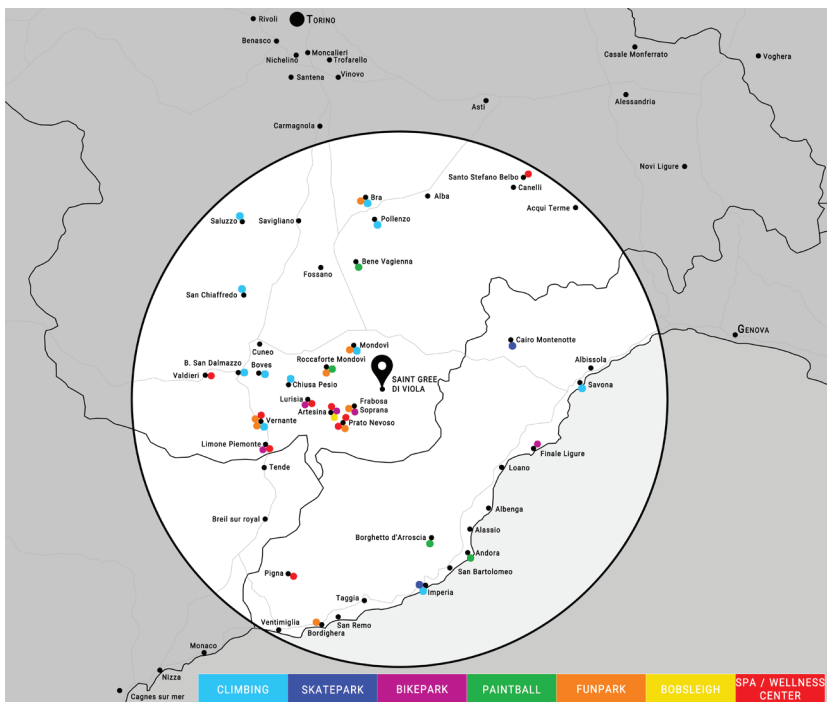 Rivoli
TORINO
Benasco
Moncalieri
Nichelino
Trofarello
Casale Monferrato
Voghera
Santena
Vinovo
Alessandria
Asti
Carmagnola
Novi Ligure
Santo Stefano Belbo
Canelli
Bra
Alba
Acqui Terme
Saluzzo
Savigliano
Pollenzo
Bene Vagienna
Fossano
San Chiaffredo
GENOVA
Cairo Montenotte
Mondovì
Cuneo
Roccaforte Mondovì
Albissola
B. San Dalmazzo
Boves
Valdieri
SAINT GREE
DI VIOLA
Chiusa Pesio
Savona
Lurisia
Frabosa
Soprana
Artesina
Vernante
Prato Nevoso
Limone Piemonte
Finale Ligure
Tende
Loano
Albenga
Breil sur royal
Alassio
Borghetto d'Arroscia
Andora
San Bartolomeo
Pigna
Imperia
Taggia
San Remo
Ventimiglia
Bordighera
Monaco
Nizza
Cagnes sur mer
CLIMBING
SKATEPARK
BIKEPARK
PAINTBALL
FUNPARK
BOBSLEIGH
SPA / WELLNESS
CENTER